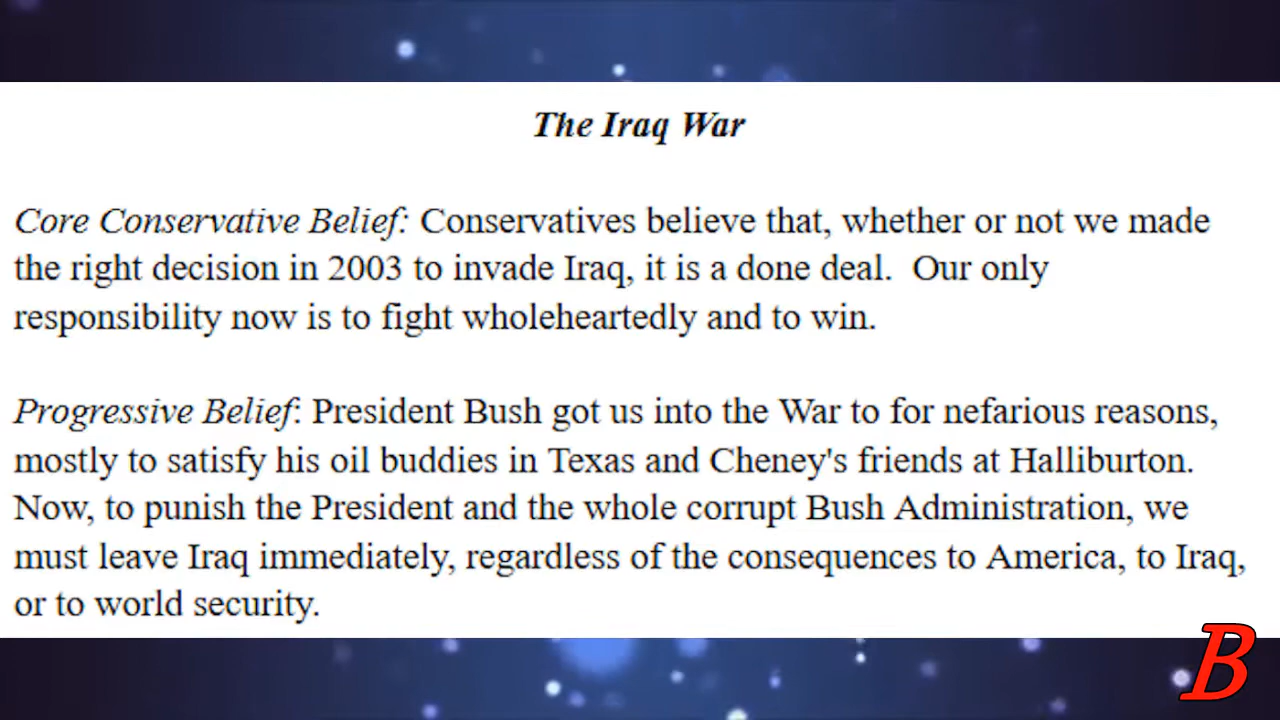 The Iraq War
Core Conservative Belief: Conservatives believe that, whether or not we made
the right decision in 2003 to invade Iraq, it is a done deal.  Our only
responsibility now is to fight wholeheartedly and to win.
Progressive Belief: President Bush got us into the War to for nefarious reasons,
mostly to satisfy his oil buddies in Texas and Cheney's friends at Halliburton.
Now, to punish the President and the whole corrupt Bush Administration, we
must leave Iraq immediately, regardless of the consequences to America, to Iraq,
or to world security.
B